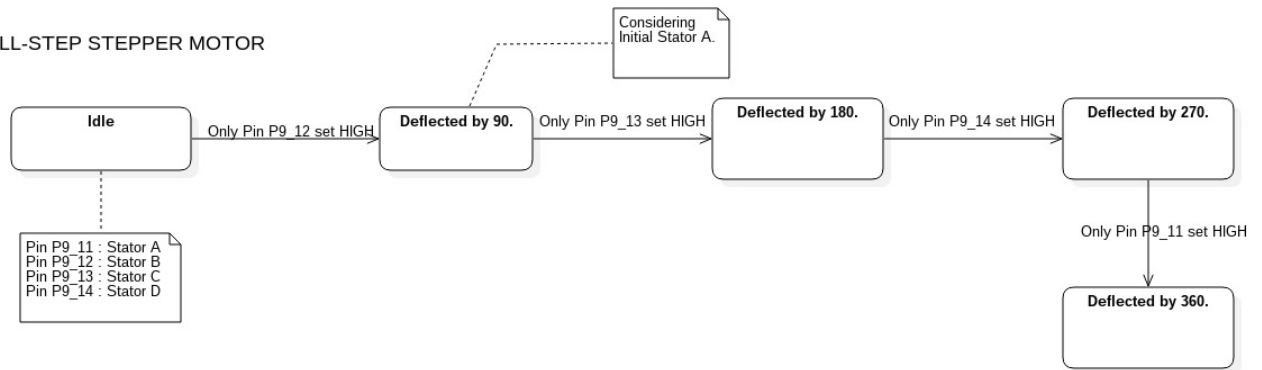 LL-STEP STEPPER MOTOR
Considering
Initial Stator A.
Idle
Only Pin P9_12 set HIGH
Deflected by 90.
Only Pin P9_13 set HIGH
Deflected by 180.
Only Pin P9_14 set HIGH
Deflected by 270.
Pin P9_11 : Stator A
Pin P9_12 : Stator B
Pin P9_13 : Stator C
Pin P9_14 : Stator D
Only Pin P9_11 set HIGH
Deflected by 360.